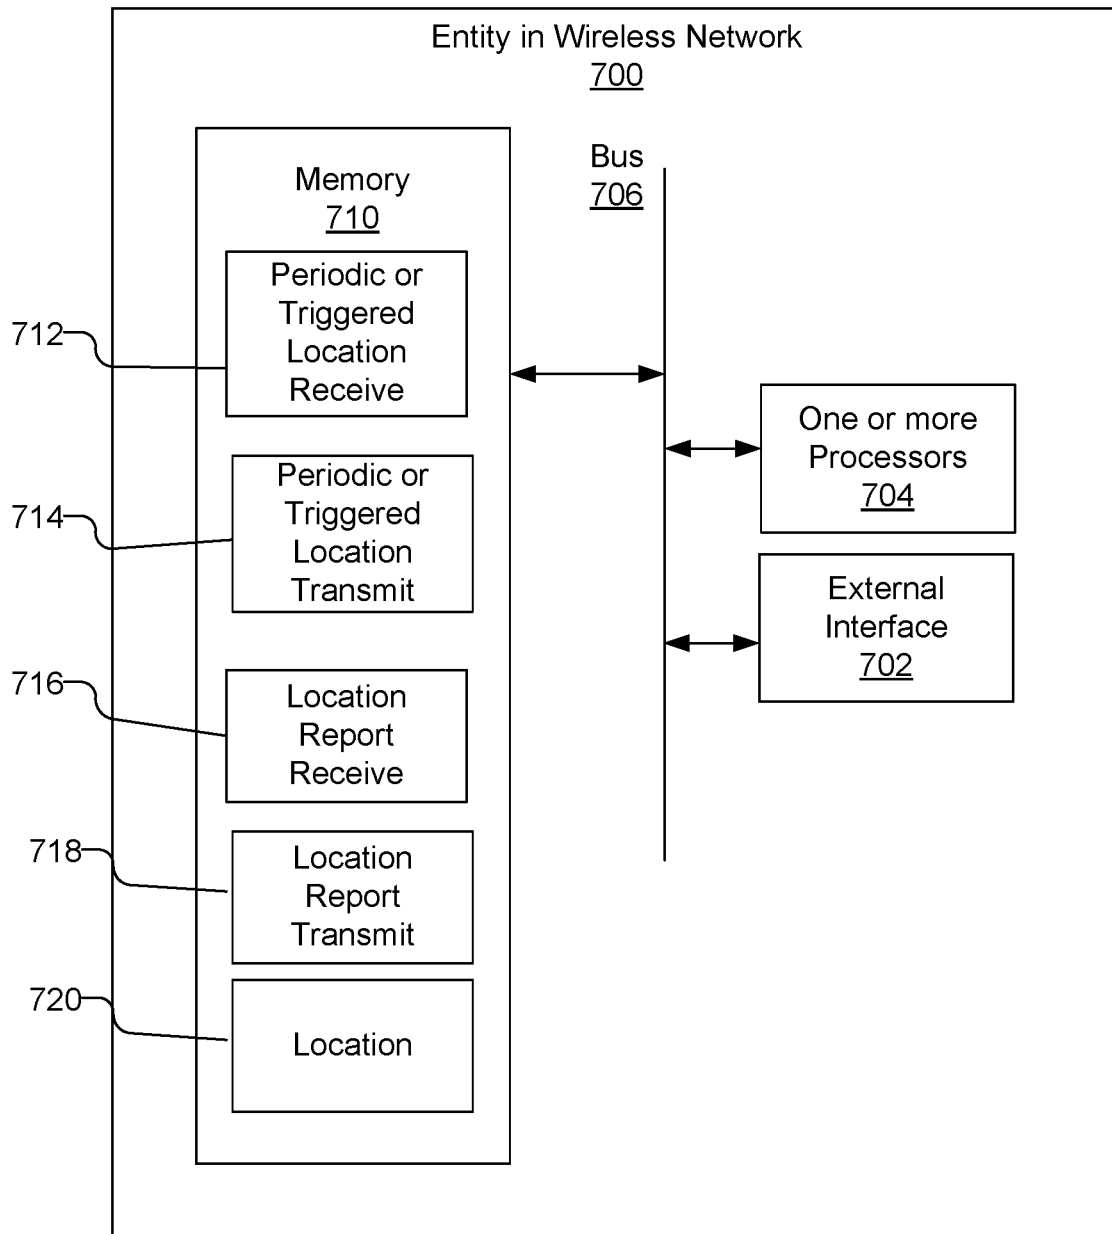 Entity in Wireless Network
700
Bus
706
Memory
710
Periodic or
Triggered
Location
Receive
712
Periodic or
Triggered
Location
Transmit
714
Location
Report
Receive
716
Location
Report
Transmit
718
Location
720
One or more
Processors
704
External
Interface
702